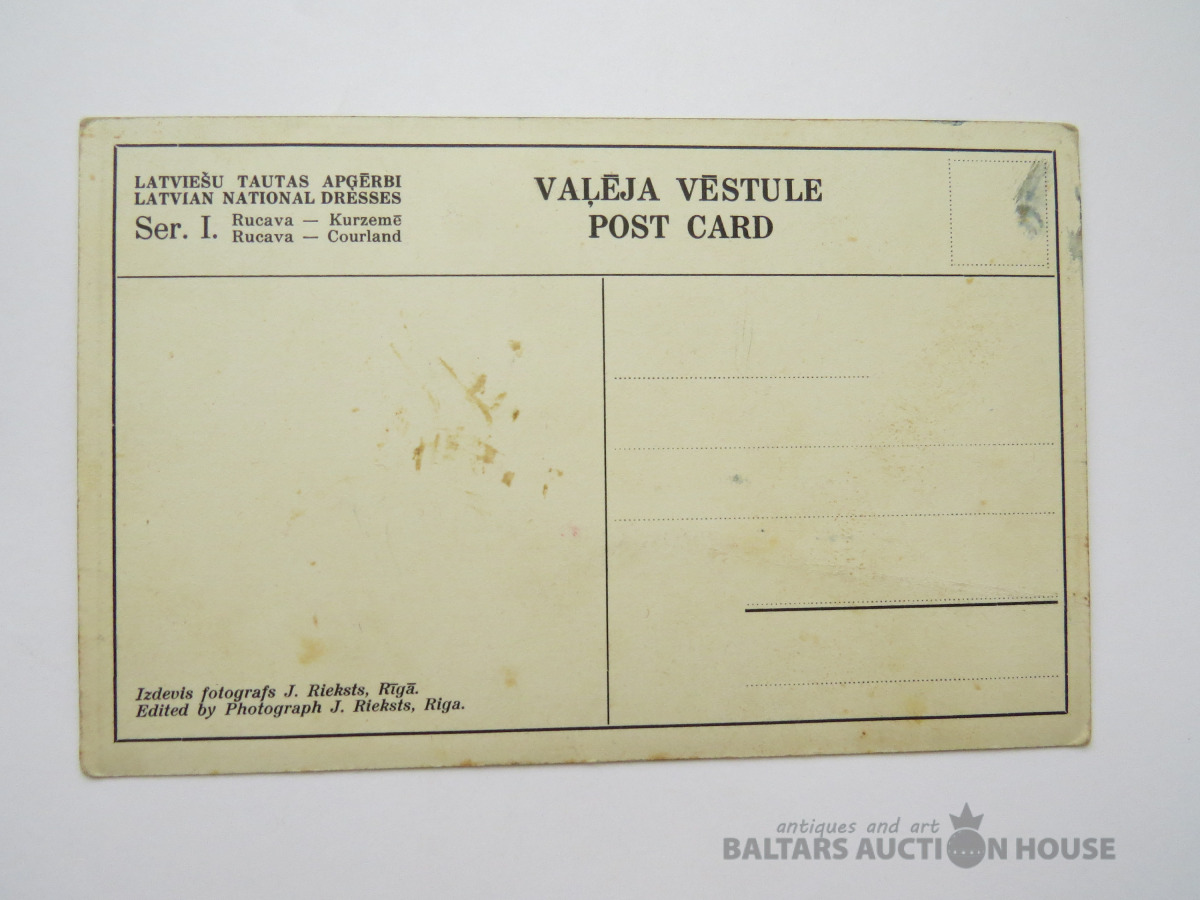 LATVIEŠU TAUTAS APĢĒRBI
LATVIAN NATIONAL DRESSES
Ser. I.
Rucava — Kurzemē
Rucava — Courland
VAĻĒJA VĒSTULE
POST CARD
Izdevis fotografs J. Rieksts, Rīgā.
Edited by Photograph J. Rieksts, Riga.
antiques and art
BALTARS AUCTION HOUSE